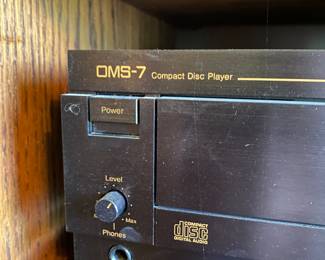 OMS-7 Compact Disc Player
Power
Level
Max
Phones
COMPACT
disc
DIGITAL AUDIO